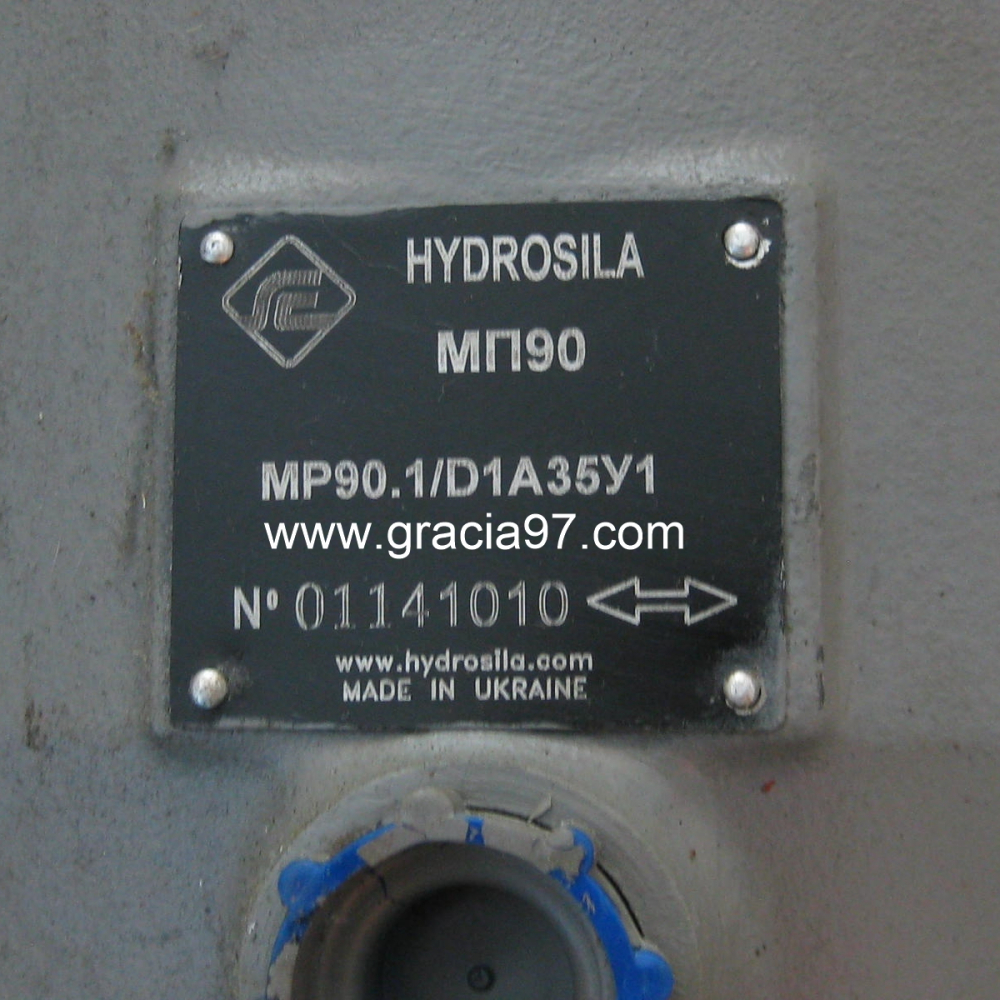 HYDROSILA
МП90
MP90.1/D1A35У1
www.gracia97.com
Nº 01141010
www.hydrosila.com
MADE IN UKRAINE